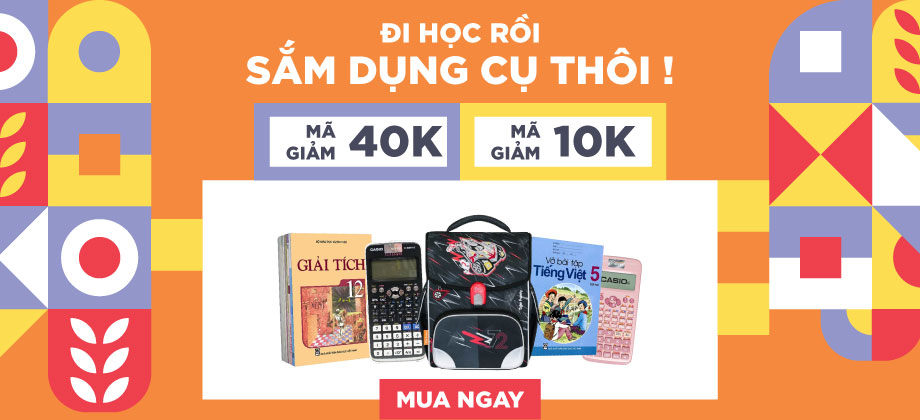 ĐI HỌC RỒI
SẮM DỤNG CỤ THÔI !
MÃ GIẢM 40K
MÃ GIẢM 10K
GIẢI TÍCH
12
CASIO
Vở bài tập
Tiếng Việt 5
CASIO
MUA NGAY